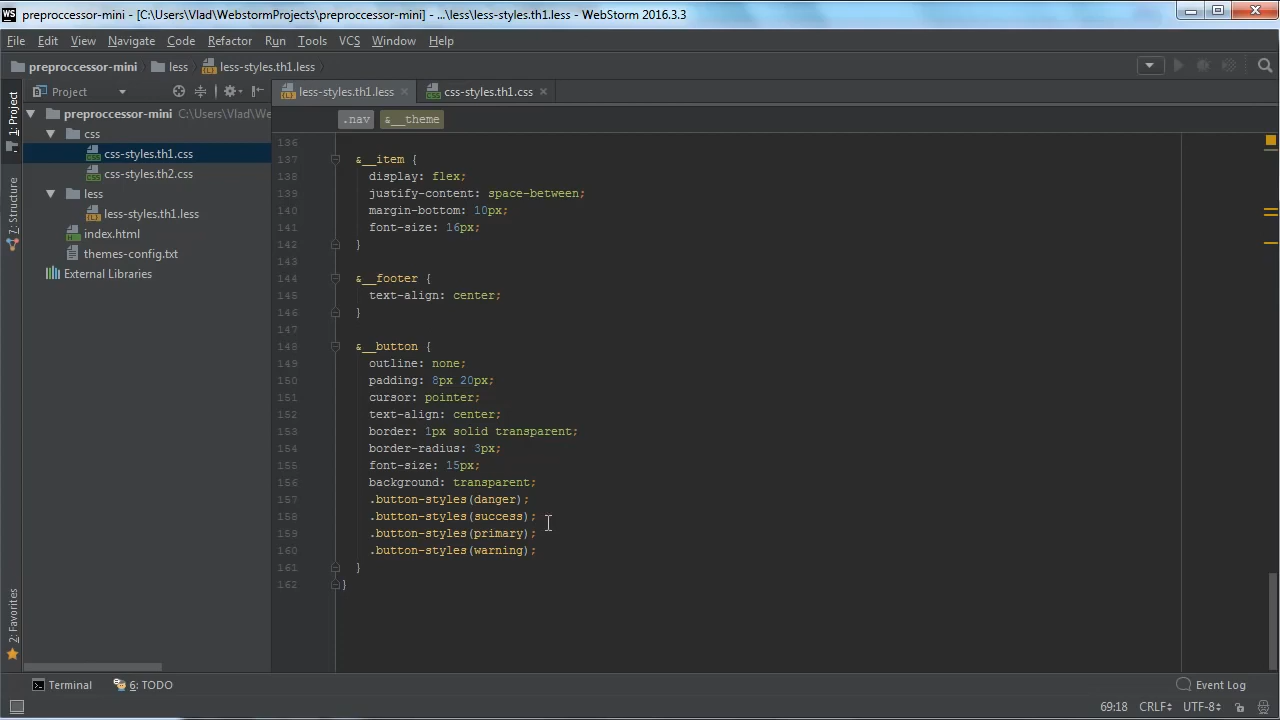 preproccessor-mini - [C:\Users\Vlad\WebstormProjects\preproccessor-mini] - ...\less\less-styles.th1.less - WebStorm 2016.3.3
File Edit View Navigate Code Refactor Run Tools VCS Window Help
preproccessor-mini less less-styles.th1.less
1: Project
7: Structure
2: Favorites
Project
preproccessor-mini C:\Users\Vlad\We
css
css-styles.th1.css
css-styles.th2.css
less
less-styles.th1.less
index.html
themes-config.txt
External Libraries
less-styles.th1.less css-styles.th1.css
.nav &__theme
136
137 &__item {
138 display: flex;
139 justify-content: space-between;
140 margin-bottom: 10px;
141 font-size: 16px;
142 }
143
144 &__footer {
145 text-align: center;
146 }
147
148 &__button {
149 outline: none;
150 padding: 8px 20px;
151 cursor: pointer;
152 text-align: center;
153 border: 1px solid transparent;
154 border-radius: 3px;
155 font-size: 15px;
156 background: transparent;
157 .button-styles(danger);
158 .button-styles(success);
159 .button-styles(primary);
160 .button-styles(warning);
161 }
162 }
Terminal 6: TODO Event Log
69:18 CRLF UTF-8